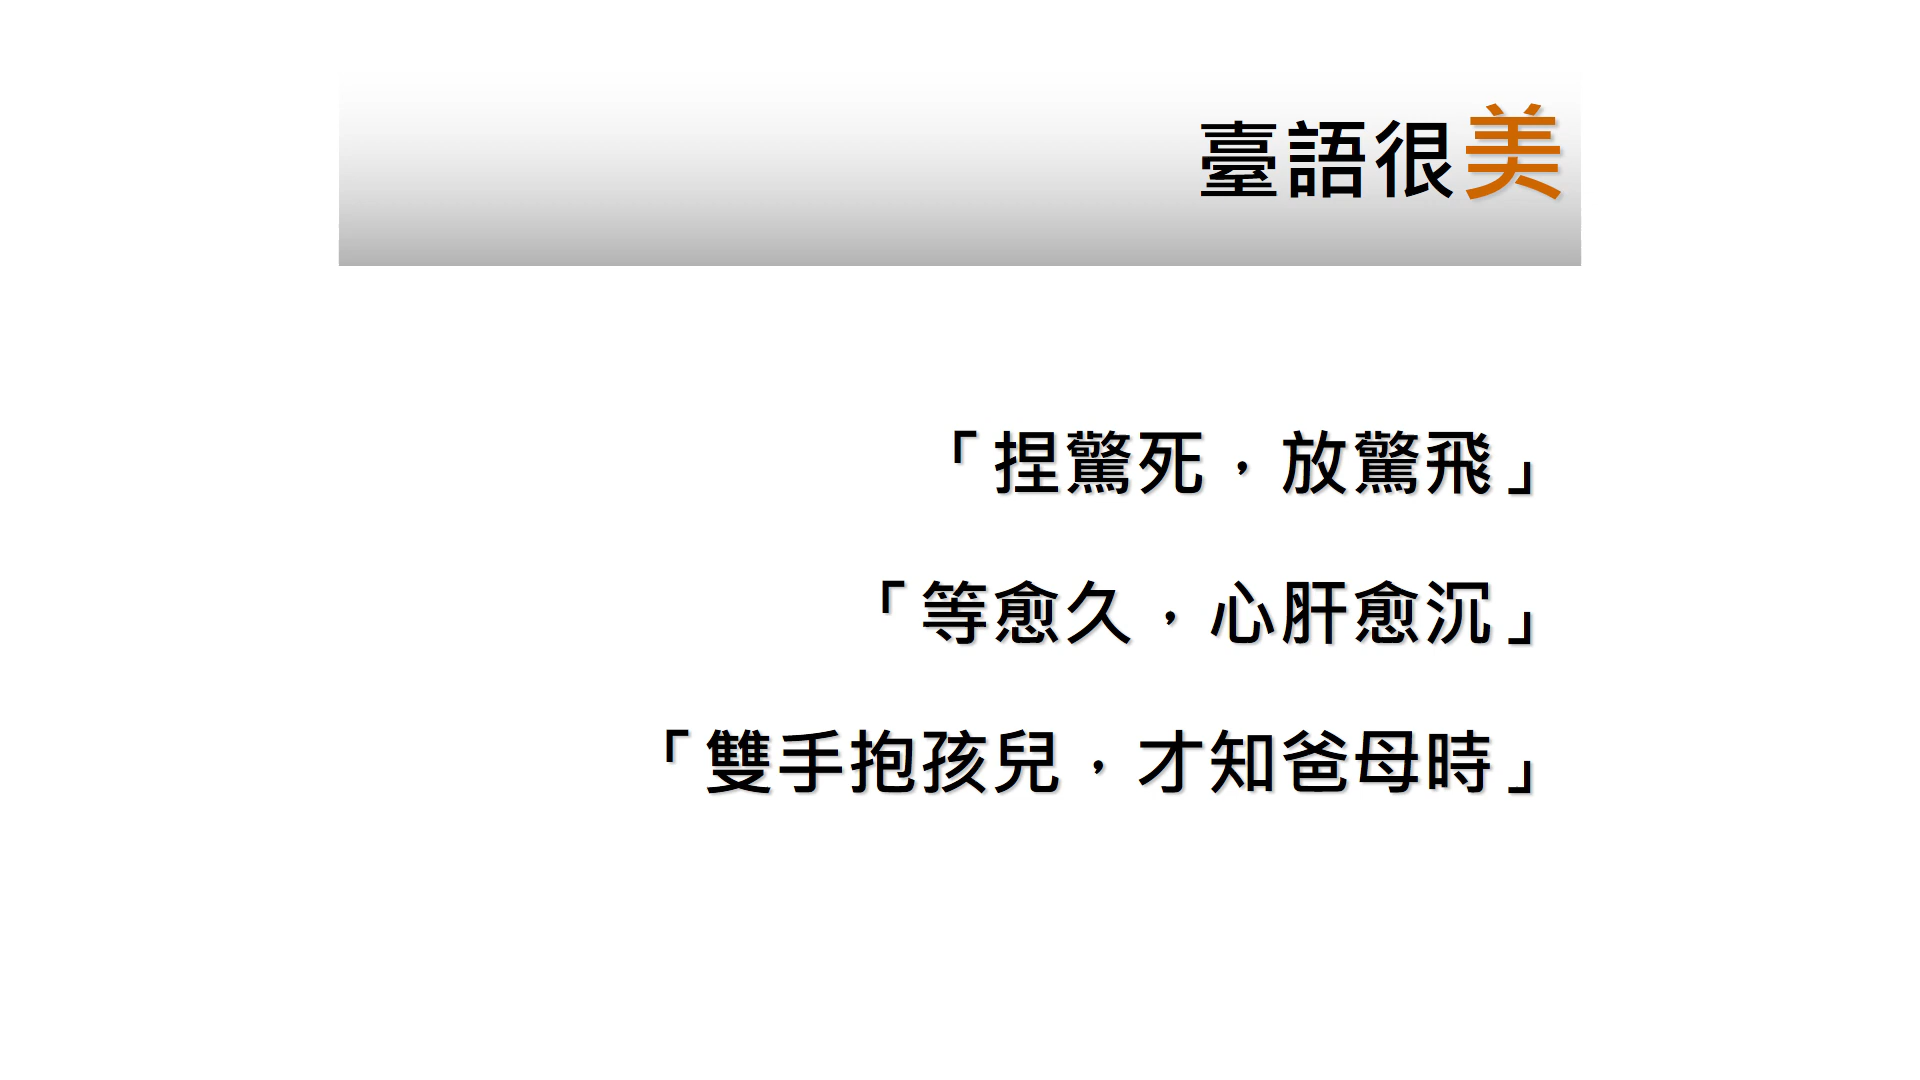 臺語很美
「捏驚死，放驚飛」
「等愈久，心肝愈沉」
「雙手抱孩兒，才知爸母時」